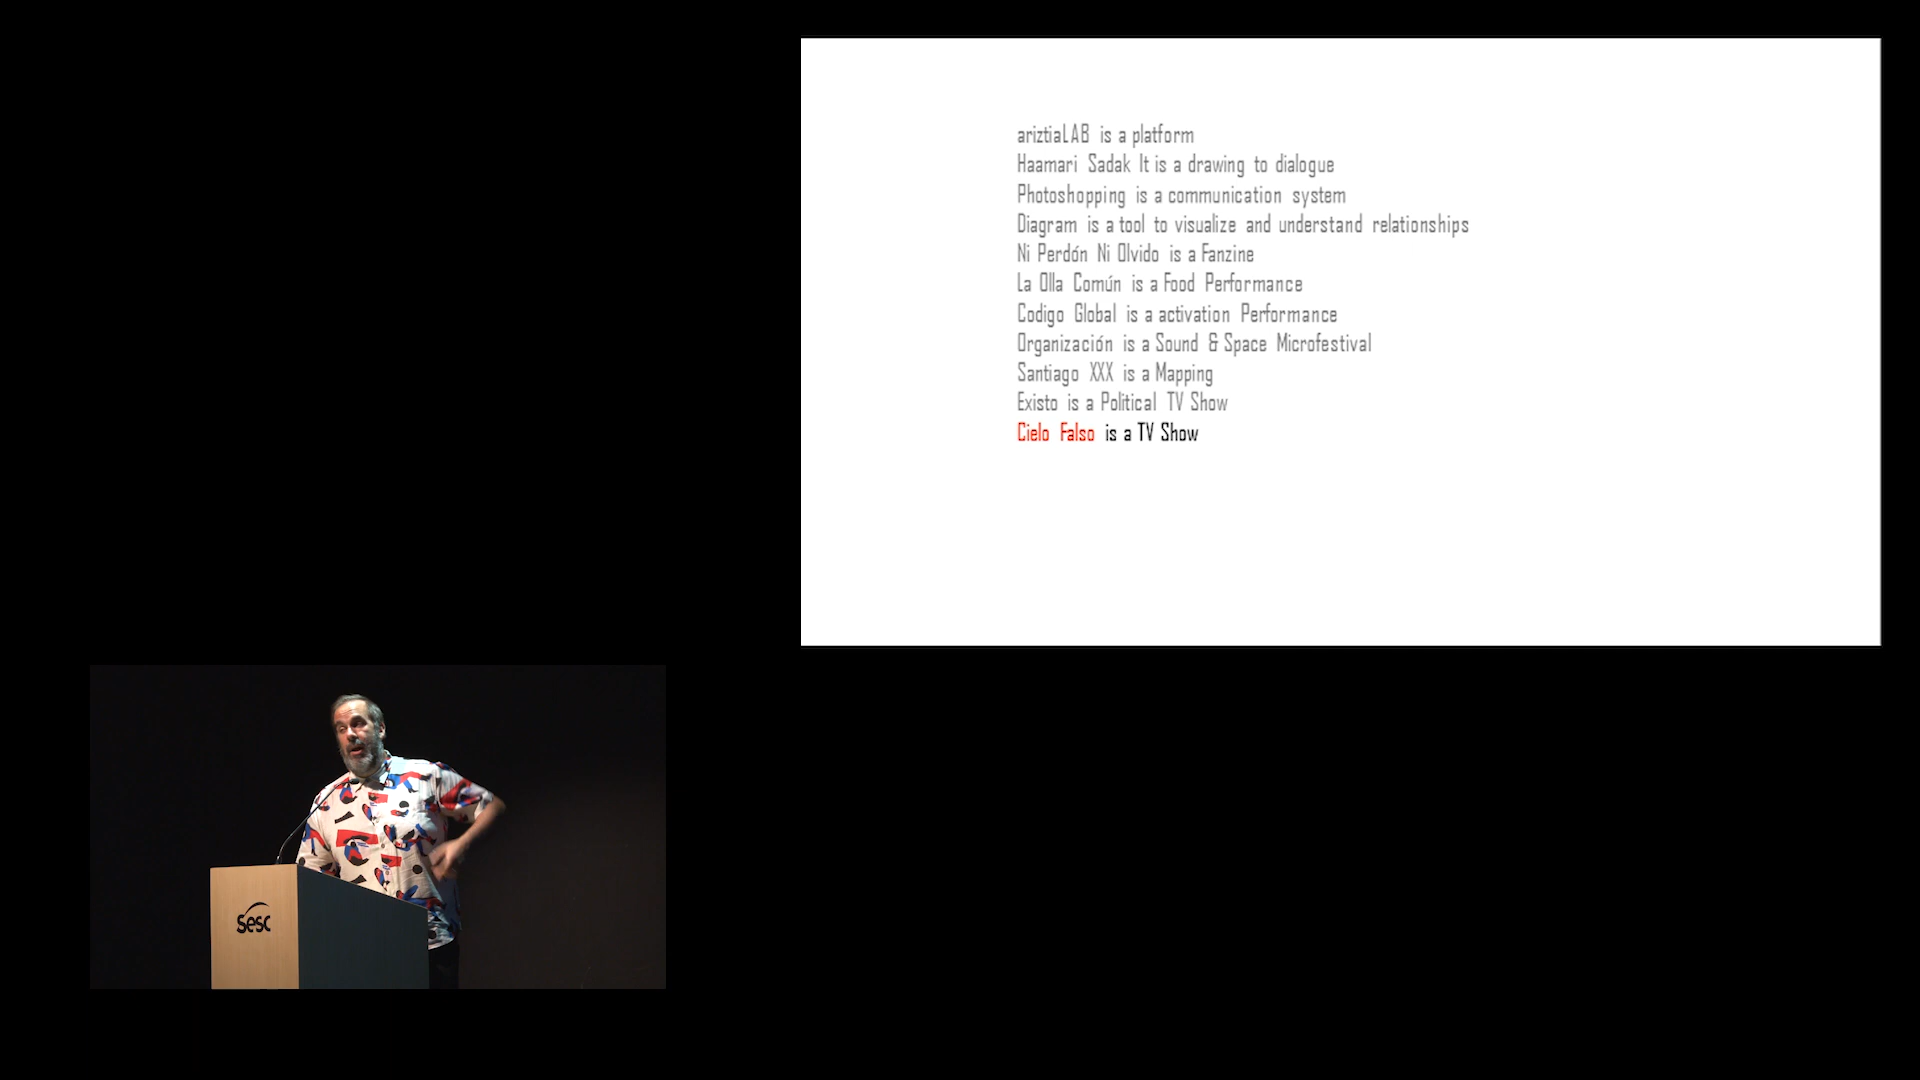 ariztiaLAB is a platform
Haamari Sadak It is a drawing to dialogue
Photoshopping is a communication system
Diagram is a tool to visualize and understand relationships
Ni Perdón Ni Olvido is a Fanzine
La Olla Común is a Food Performance
Codigo Global is a activation Performance
Organización is a Sound & Space Microfestival
Santiago XXX is a Mapping
Existo is a Political TV Show
Cielo Falso is a TV Show
Sesc